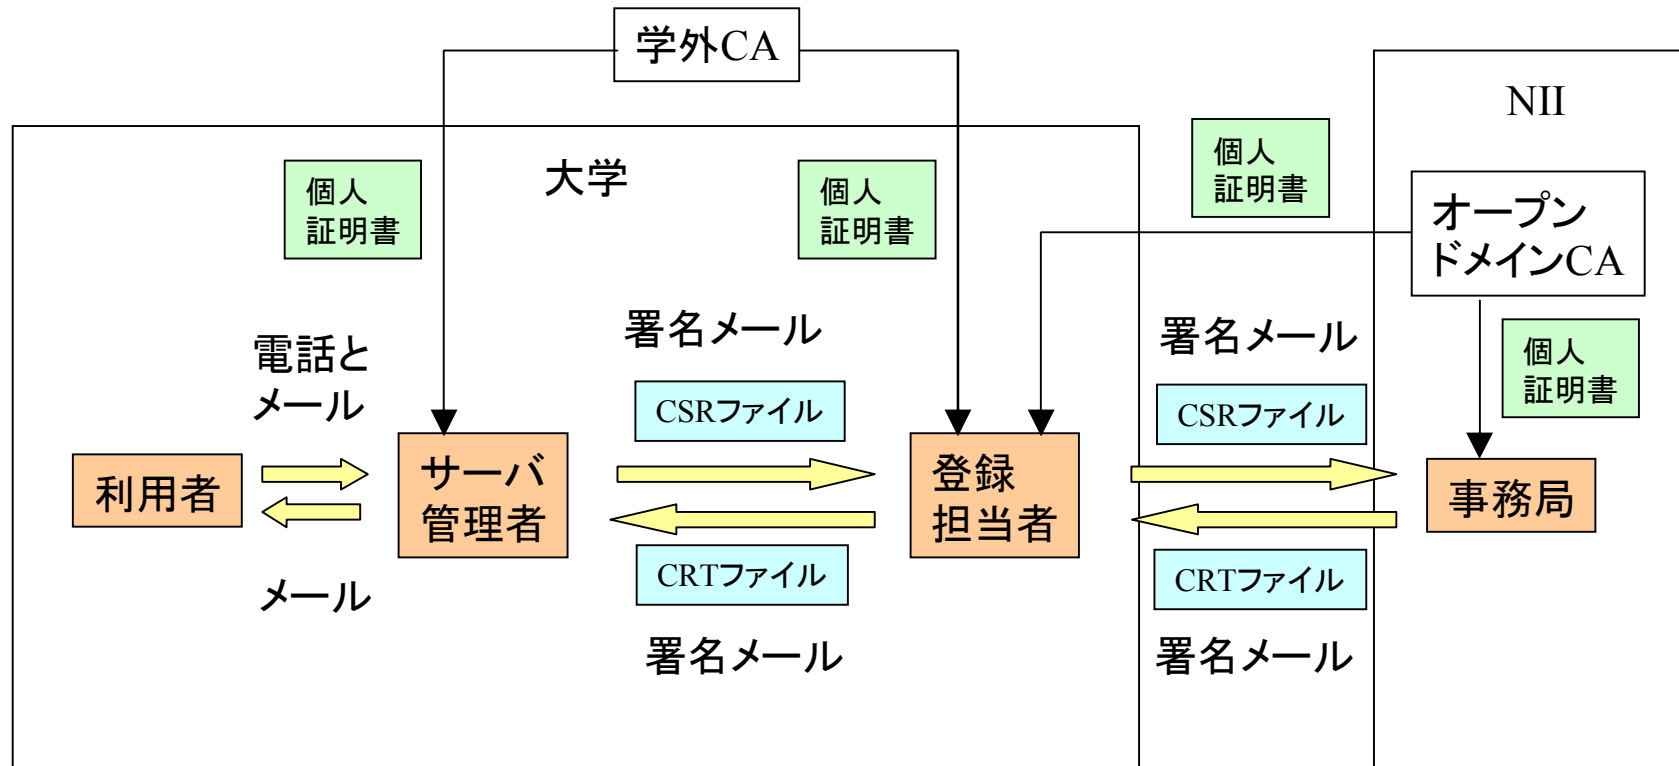 学外CA
NII
大学
個人
証明書
個人
証明書
個人
証明書
オープン
ドメインCA
個人
証明書
電話と
メール
署名メール
署名メール
CSRファイル
CSRファイル
利用者
サーバ
管理者
登録
担当者
事務局
CRTファイル
CRTファイル
メール
署名メール
署名メール